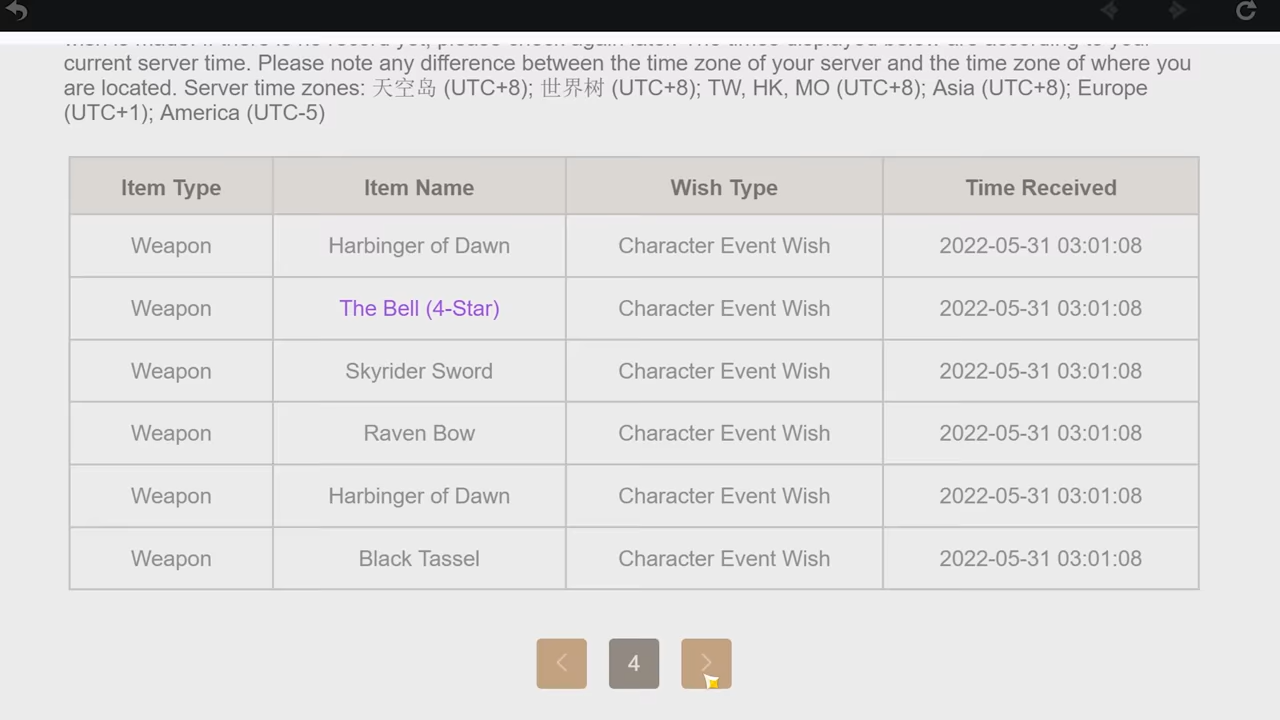 current server time. Please note any difference between the time zone of your server and the time zone of where you
are located. Server time zones: 天空岛 (UTC+8); 世界树 (UTC+8); TW, HK, MO (UTC+8); Asia (UTC+8); Europe
(UTC+1); America (UTC-5)
Item Type Item Name Wish Type Time Received
Weapon Harbinger of Dawn Character Event Wish 2022-05-31 03:01:08
Weapon The Bell (4-Star) Character Event Wish 2022-05-31 03:01:08
Weapon Skyrider Sword Character Event Wish 2022-05-31 03:01:08
Weapon Raven Bow Character Event Wish 2022-05-31 03:01:08
Weapon Harbinger of Dawn Character Event Wish 2022-05-31 03:01:08
Weapon Black Tassel Character Event Wish 2022-05-31 03:01:08
4